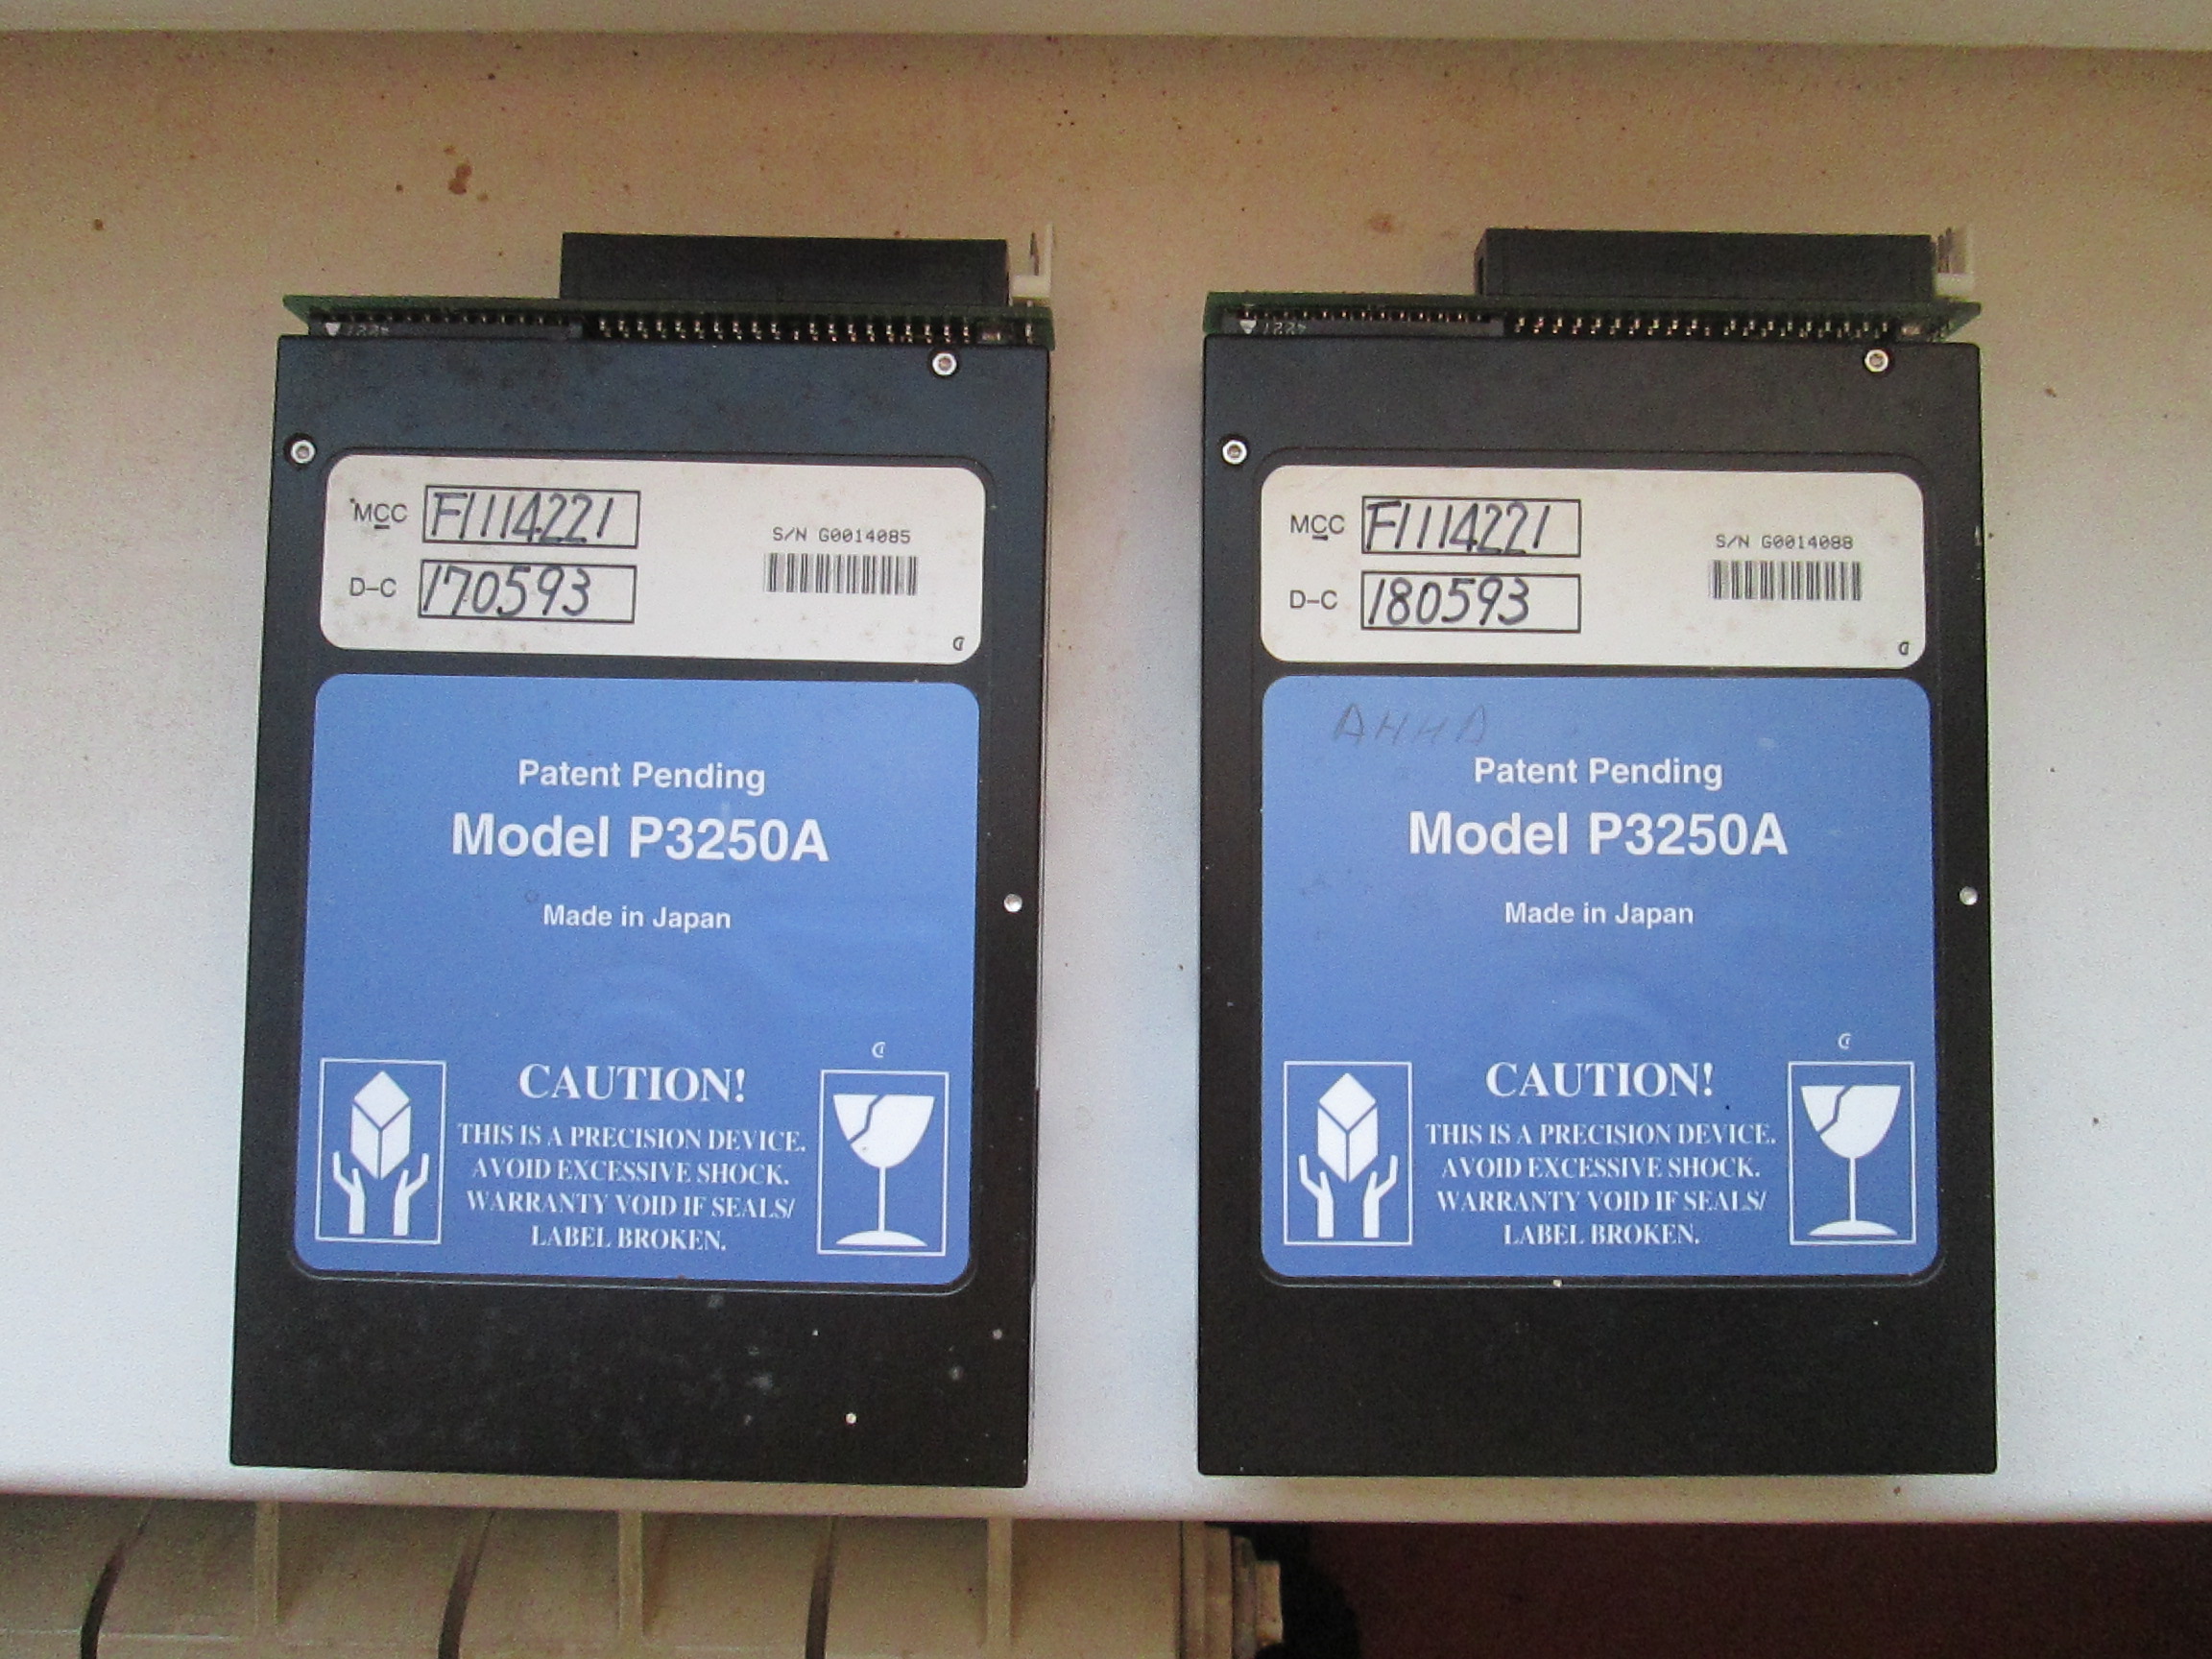 MCC F1114221
S/N G0014085
D-C 170593
Patent Pending
Model P3250A
Made in Japan
CAUTION!
THIS IS A PRECISION DEVICE.
AVOID EXCESSIVE SHOCK.
WARRANTY VOID IF SEALS/
LABEL BROKEN.
MCC F1114221
S/N G0014088
D-C 180593
АННА
Patent Pending
Model P3250A
Made in Japan
CAUTION!
THIS IS A PRECISION DEVICE.
AVOID EXCESSIVE SHOCK.
WARRANTY VOID IF SEALS/
LABEL BROKEN.